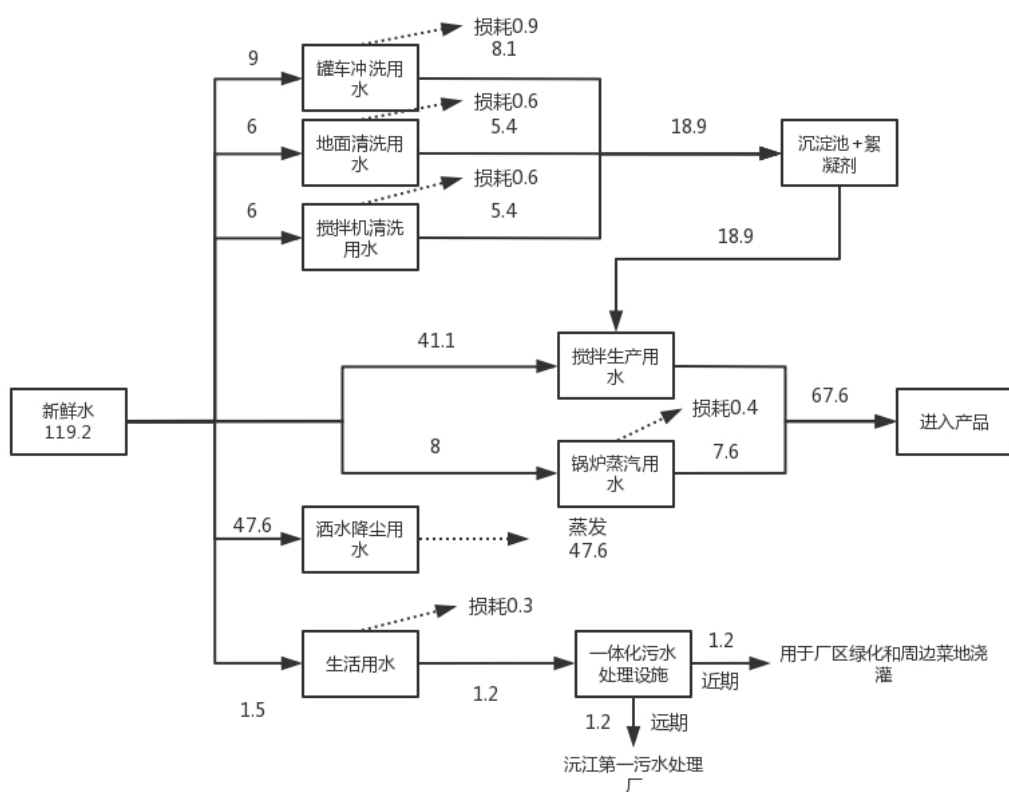 损耗0.9
9
8.1
罐车冲洗用
水
损耗0.6
6
5.4
地面清洗用
水
18.9
沉淀池+絮
凝剂
损耗0.6
6
5.4
搅拌机清洗
用水
18.9
41.1
搅拌生产用
水
新鲜水
119.2
损耗0.4
67.6
进入产品
8
7.6
锅炉蒸汽用
水
47.6
洒水降尘用
水
蒸发
47.6
损耗0.3
生活用水
1.5
1.2
一体化污水
处理设施
1.2
近期
用于厂区绿化和周边菜地浇
灌
1.2
远期
沅江第一污水处理
厂